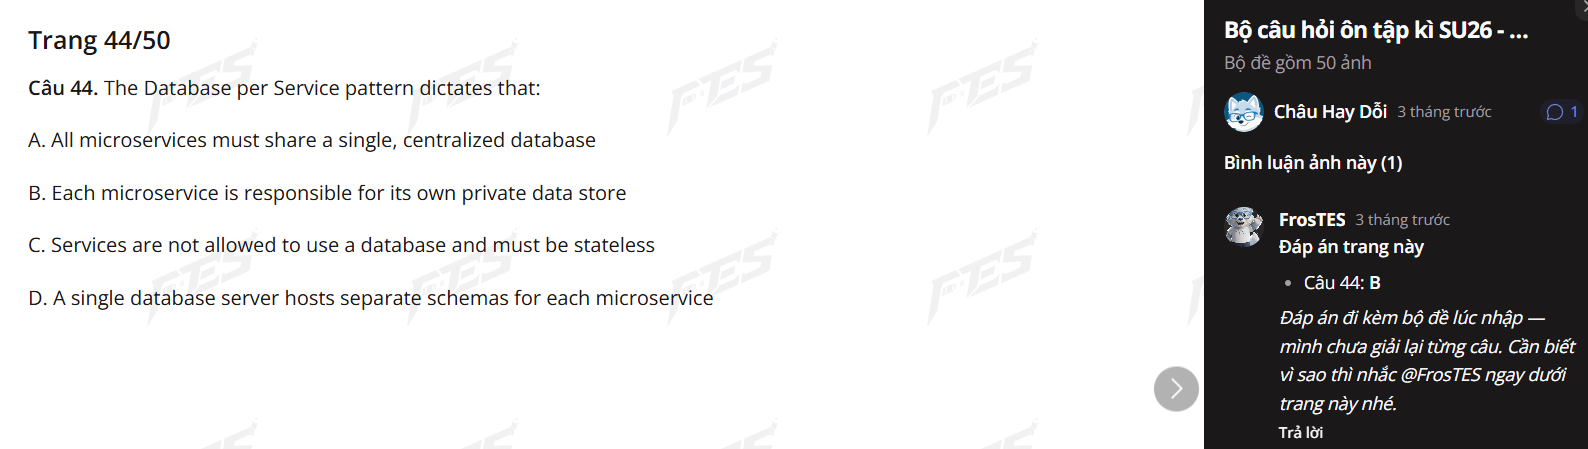 Trang 44/50
Câu 44. The Database per Service pattern dictates that:
A. All microservices must share a single, centralized database
B. Each microservice is responsible for its own private data store
C. Services are not allowed to use a database and must be stateless
D. A single database server hosts separate schemas for each microservice
Bộ câu hỏi ôn tập kì SU26 - ...
Bộ đề gồm 50 ảnh
Châu Hay Dỗi 3 tháng trước 1
Bình luận ảnh này (1)
FrosTES 3 tháng trước
Đáp án trang này
• Câu 44: B
Đáp án đi kèm bộ đề lúc nhập —
mình chưa giải lại từng câu. Cần biết
vì sao thì nhắc @FrosTES ngay dưới
trang này nhé.
Trả lời